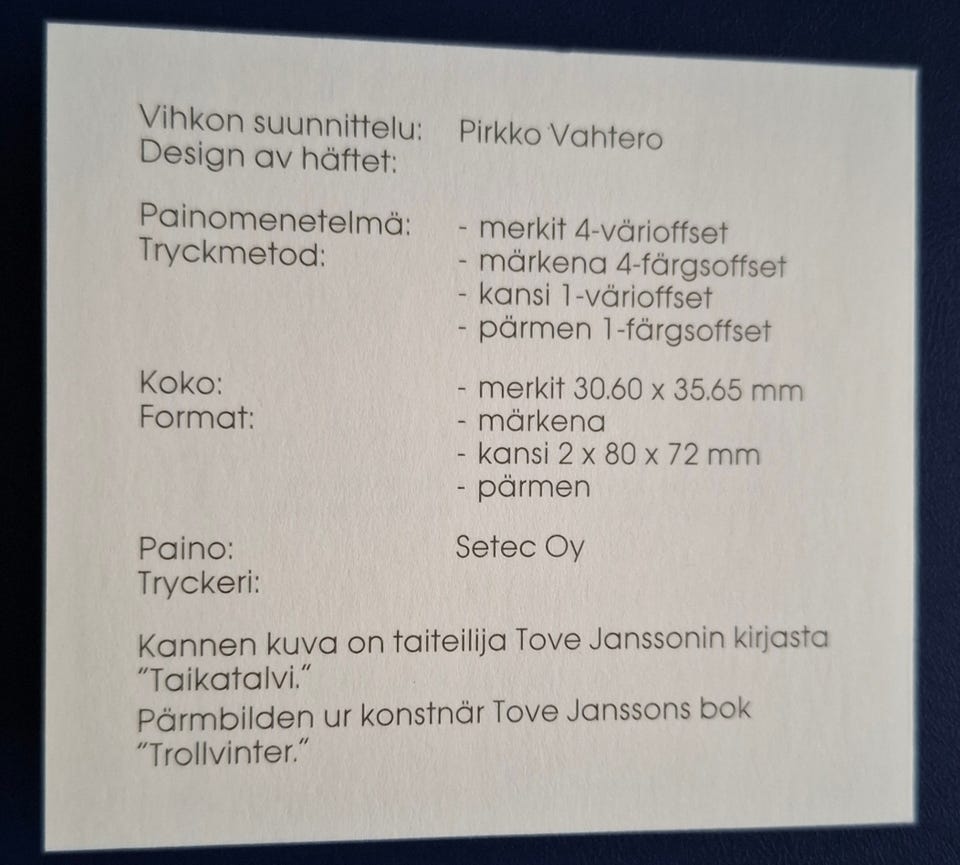 Vihkon suunnittelu: Pirkko Vahtero
Design av häftet:
Painomenetelmä: - merkit 4-värioffset
Tryckmetod: - märkena 4-färgsoffset
- kansi 1-värioffset
- pärmen 1-färgsoffset
Koko: - merkit 30.60 x 35.65 mm
Format: - märkena
- kansi 2 x 80 x 72 mm
- pärmen
Paino: Setec Oy
Tryckeri:
Kannen kuva on taiteilija Tove Janssonin kirjasta
"Taikatalvi."
Pärmbilden ur konstnär Tove Janssons bok
"Trollvinter."